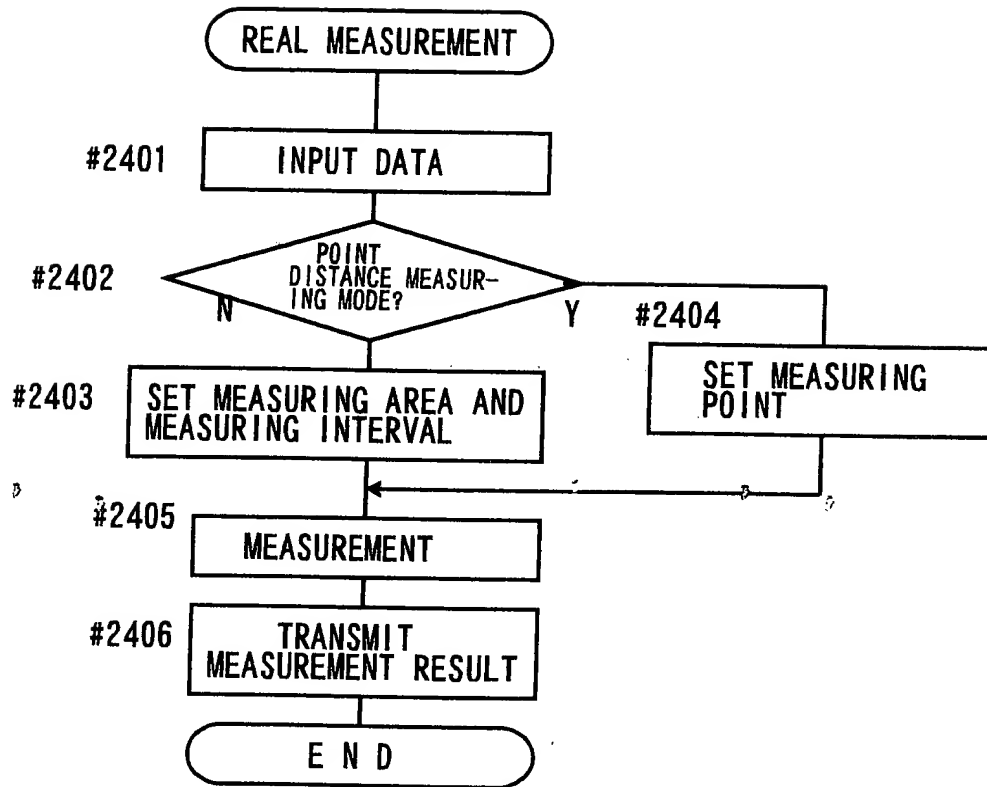 REAL MEASUREMENT
#2401
INPUT DATA
#2402
POINT
DISTANCE MEASUR-
ING MODE?
N
Y
#2404
#2403
SET MEASURING AREA AND
MEASURING INTERVAL
SET MEASURING
POINT
#2405
MEASUREMENT
#2406
TRANSMIT
MEASUREMENT RESULT
END